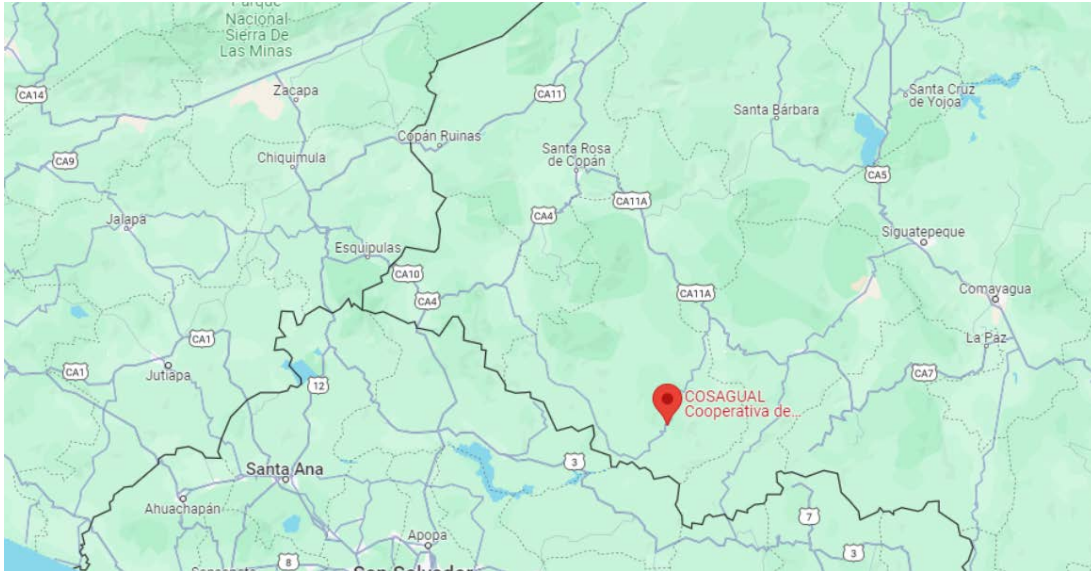 Parque
Nacional
Sierra De
Las Minas
CA14
Zacapa
CA11
Santa Cruz
de Yojoa
Santa Bárbara
Copán Ruinas
Santa Rosa
de Copán
CA9
Chiquimula
CA5
CA11A
Jalapa
CA4
Siguatepeque
Esquipulas
CA10
CA4
CA11A
Comayagua
CA1
La Paz
CA1
Jutiapa
12
CA7
COSAGUAL
Cooperativa de...
Santa Ana
3
Ahuachapán
7
Apopa
3
8
Sonsonate
San Salvador